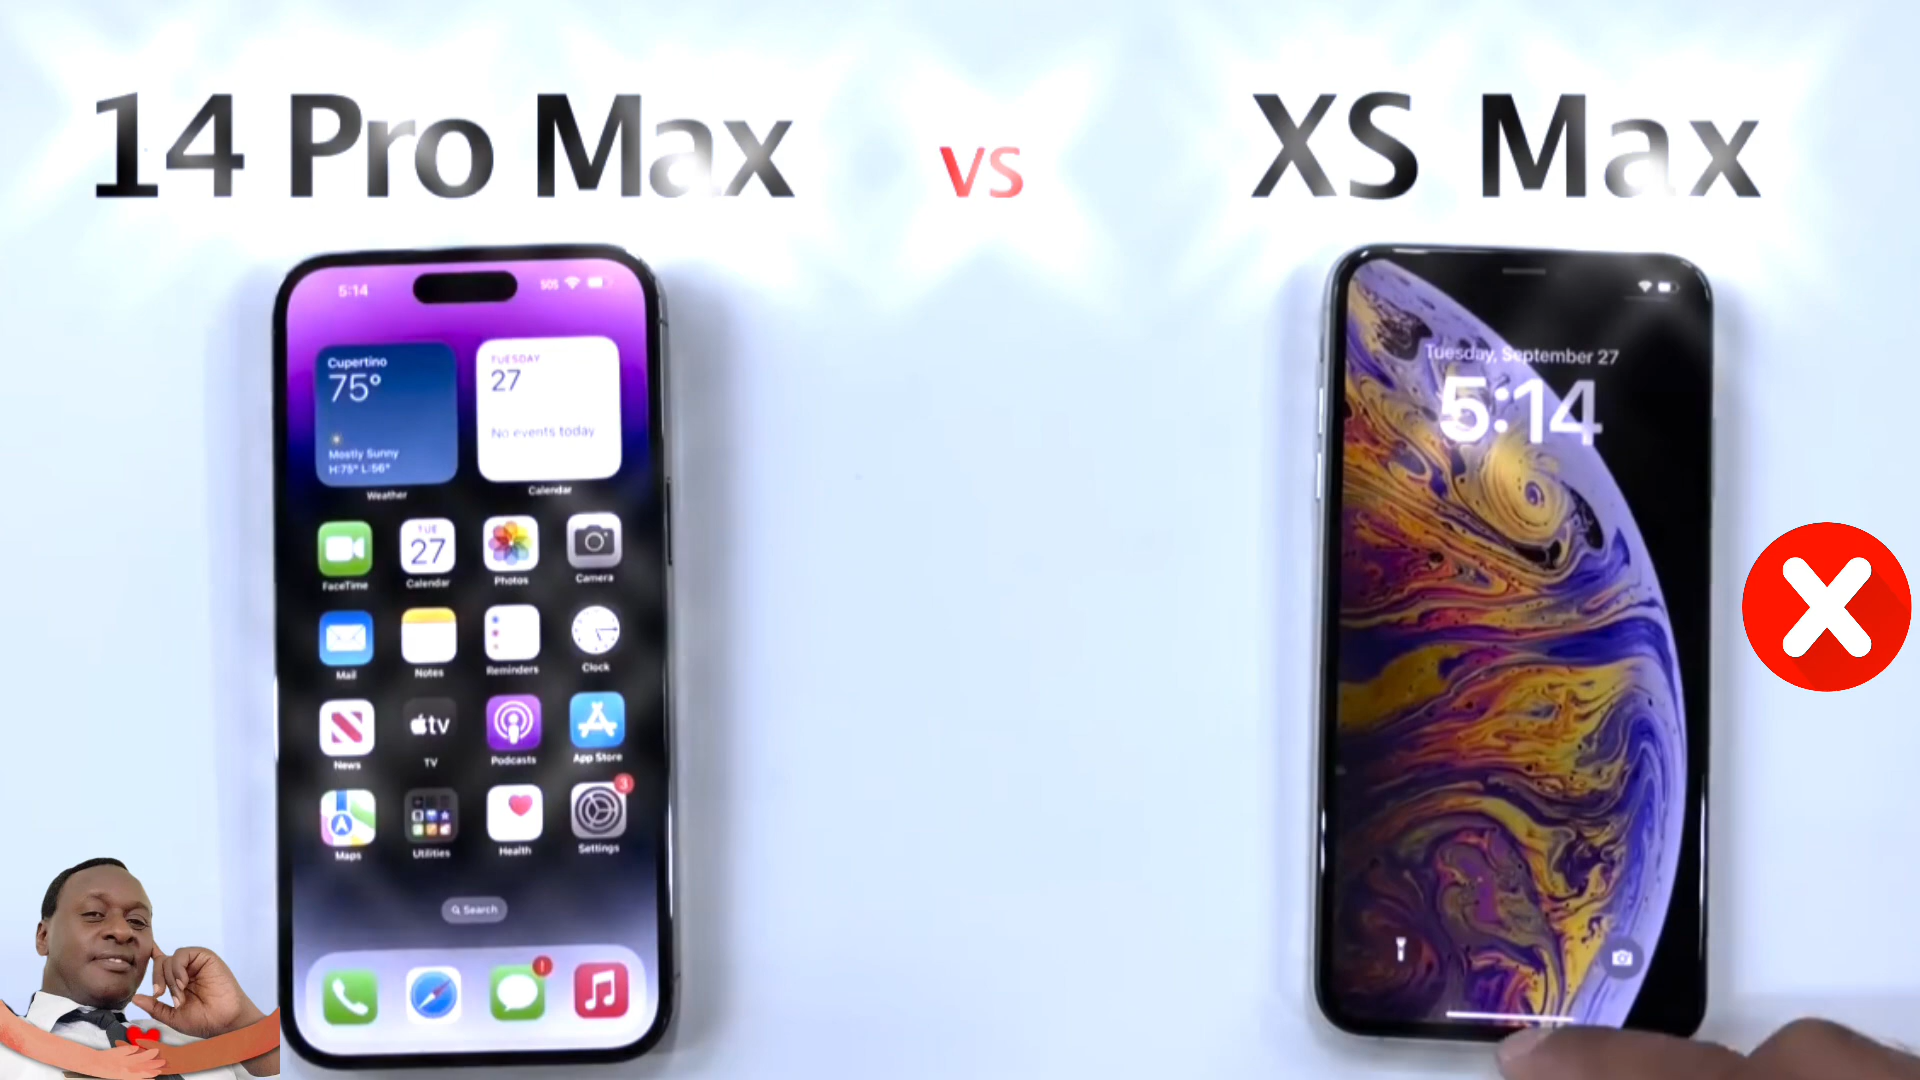 14 Pro Max vs XS Max
5:14
SOS
Cupertino
75°
Mostly Sunny
H:75° L:56°
Weather
TUESDAY
27
No events today
Calendar
TUE
27
FaceTime
Calendar
Photos
Camera
Mail
Notes
Reminders
Clock
News
tv
TV
Podcasts
App Store
3
Maps
Utilities
Health
Settings
Search
!
Tuesday, September 27
5:14